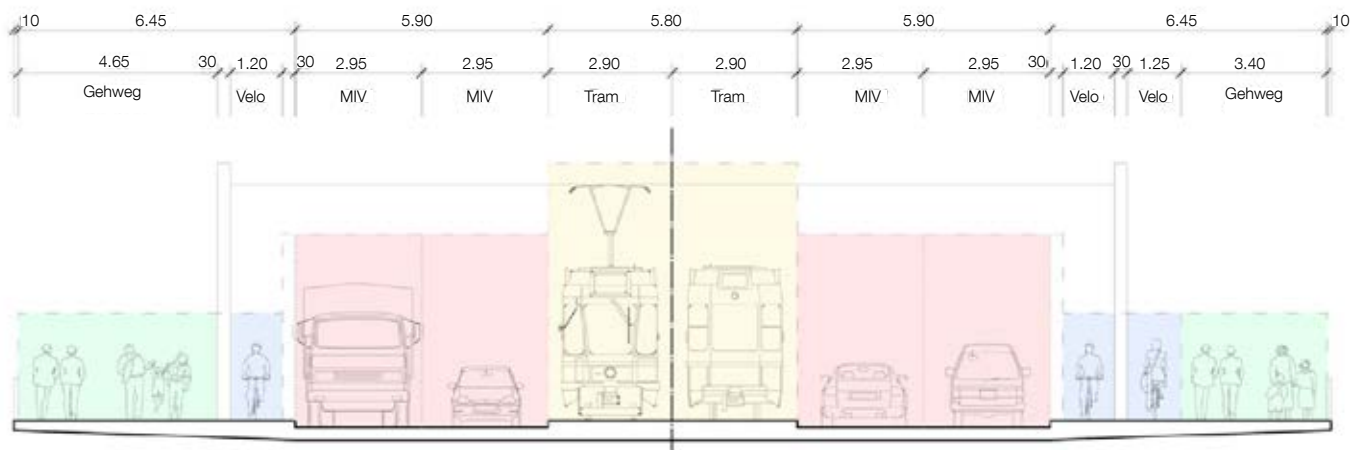 10 6.45 5.90 5.80 5.90 6.45 10
4.65 30 1.20 30 2.95 2.95 2.90 2.90 2.95 2.95 30 1.20 30 1.25 3.40
Gehweg Velo MIV MIV Tram Tram MIV MIV Velo Velo Gehweg